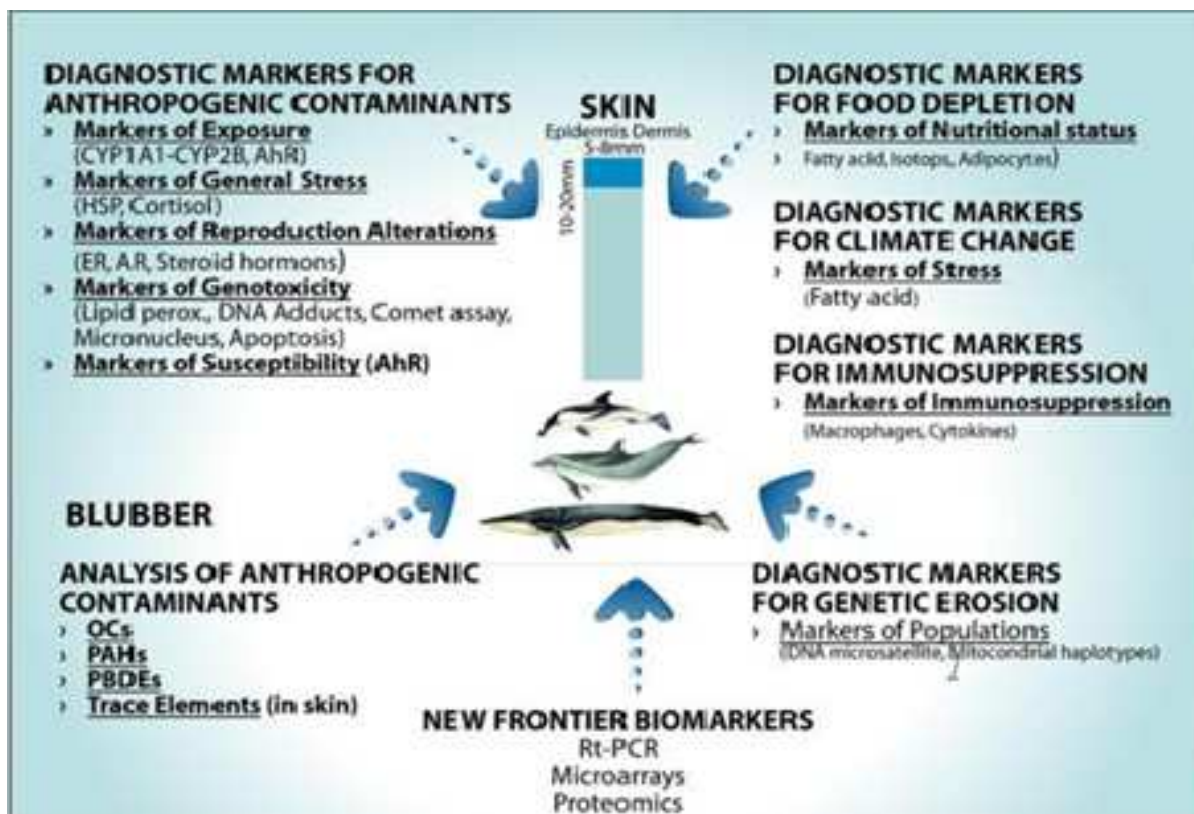 DIAGNOSTIC MARKERS FOR
ANTHROPOGENIC CONTAMINANTS
» Markers of Exposure
(CYP1A1-CYP2B, AhR)
» Markers of General Stress
(HSP, Cortisol)
» Markers of Reproduction Alterations
(ER, AR, Steroid hormons)
» Markers of Genotoxicity
(Lipid perox., DNA Adducts, Comet assay,
Micronucleus, Apoptosis)
» Markers of Susceptibility (AhR)
SKIN
Epidermis Dermis
5-8mm
10-20mm
DIAGNOSTIC MARKERS
FOR FOOD DEPLETION
› Markers of Nutritional status
› Fatty acid, Isotops, Adipocytes)
DIAGNOSTIC MARKERS
FOR CLIMATE CHANGE
› Markers of Stress
(Fatty acid)
DIAGNOSTIC MARKERS
FOR IMMUNOSUPPRESSION
› Markers of Immunosuppression
(Macrophages, Cytokines)
BLUBBER
ANALYSIS OF ANTHROPOGENIC
CONTAMINANTS
› OCs
› PAHs
› PBDEs
› Trace Elements (in skin)
DIAGNOSTIC MARKERS
FOR GENETIC EROSION
› Markers of Populations
(DNA microsatellite, Mitocondrial haplotypes)
NEW FRONTIER BIOMARKERS
Rt-PCR
Microarrays
Proteomics